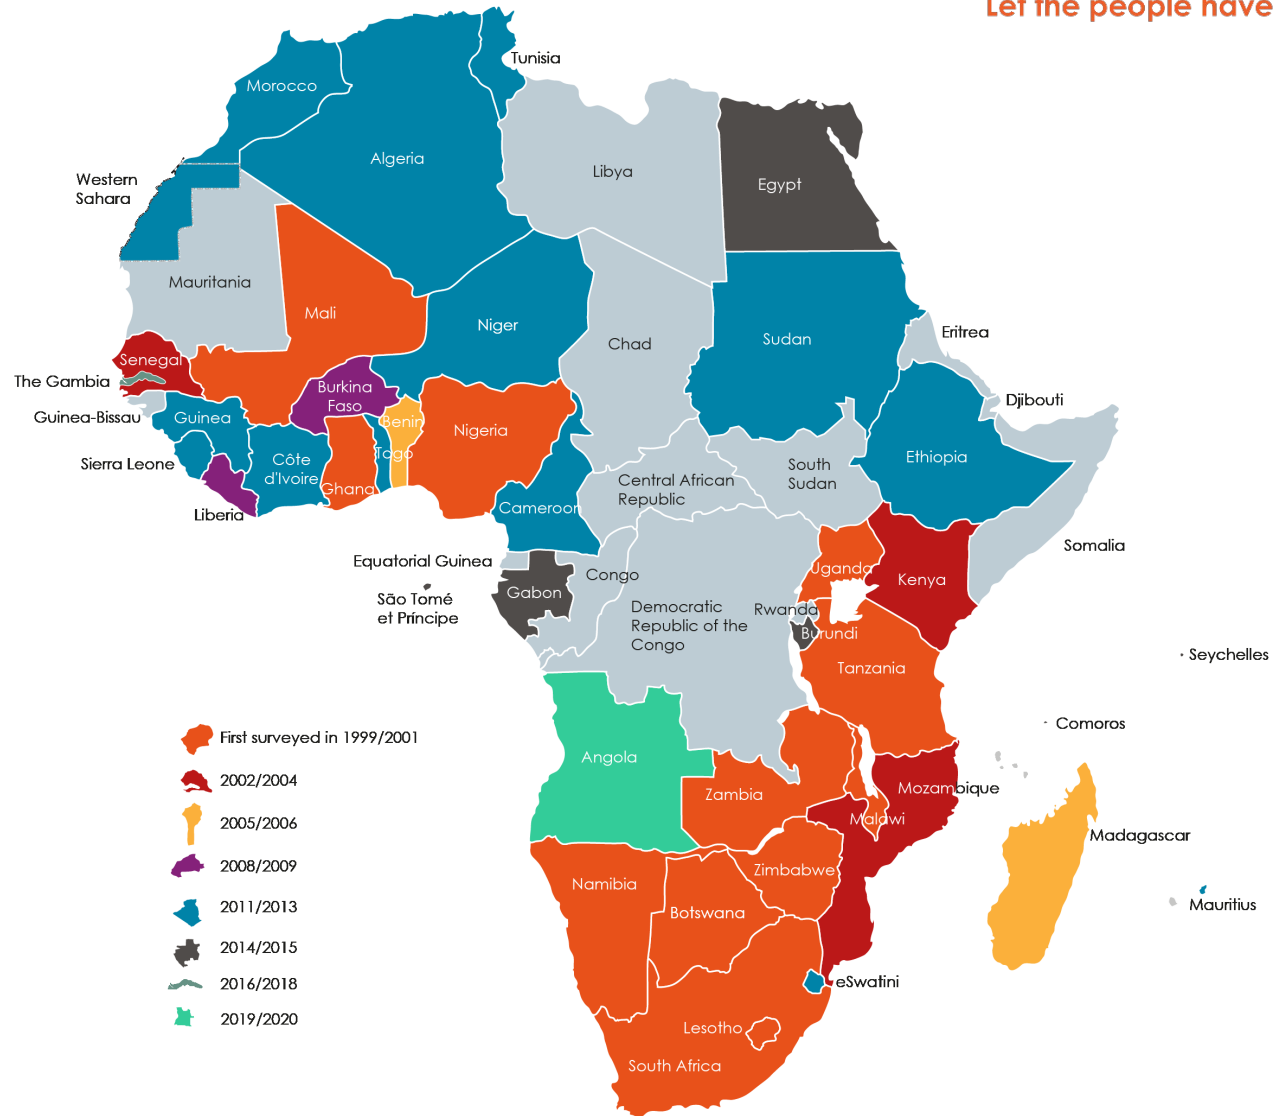 Let the people have
Tunisia
Morocco
Algeria
Libya
Egypt
Western
Sahara
Mauritania
Mali
Niger
Chad
Sudan
Eritrea
Senegal
The Gambia
Burkina
Faso
Djibouti
Guinea-Bissau
Guinea
Benin
Nigeria
Togo
Côte
d'Ivoire
Ghana
Sierra Leone
Liberia
Ethiopia
South
Sudan
Central African
Republic
Cameroon
Somalia
Equatorial Guinea
Congo
Uganda
Kenya
Gabon
São Tomé
et Príncipe
Democratic
Republic of the
Congo
Rwanda
Burundi
Seychelles
Tanzania
Comoros
Angola
Zambia
Mozambique
Malawi
Madagascar
Zimbabwe
Namibia
Botswana
Mauritius
eSwatini
Lesotho
South Africa
First surveyed in 1999/2001
2002/2004
2005/2006
2008/2009
2011/2013
2014/2015
2016/2018
2019/2020